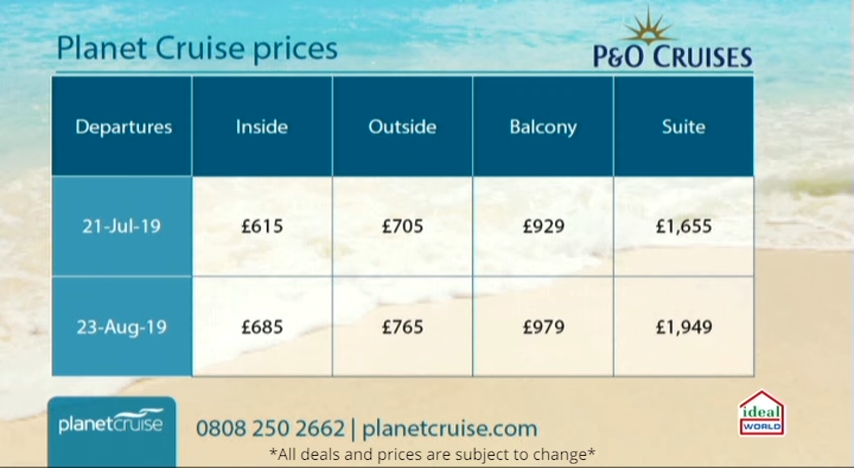 Planet Cruise prices
P&O CRUISES
Departures Inside Outside Balcony Suite
21-Jul-19 £615 £705 £929 £1,655
23-Aug-19 £685 £765 £979 £1,949
planetcruise
0808 250 2662 | planetcruise.com
*All deals and prices are subject to change*
ideal
WORLD